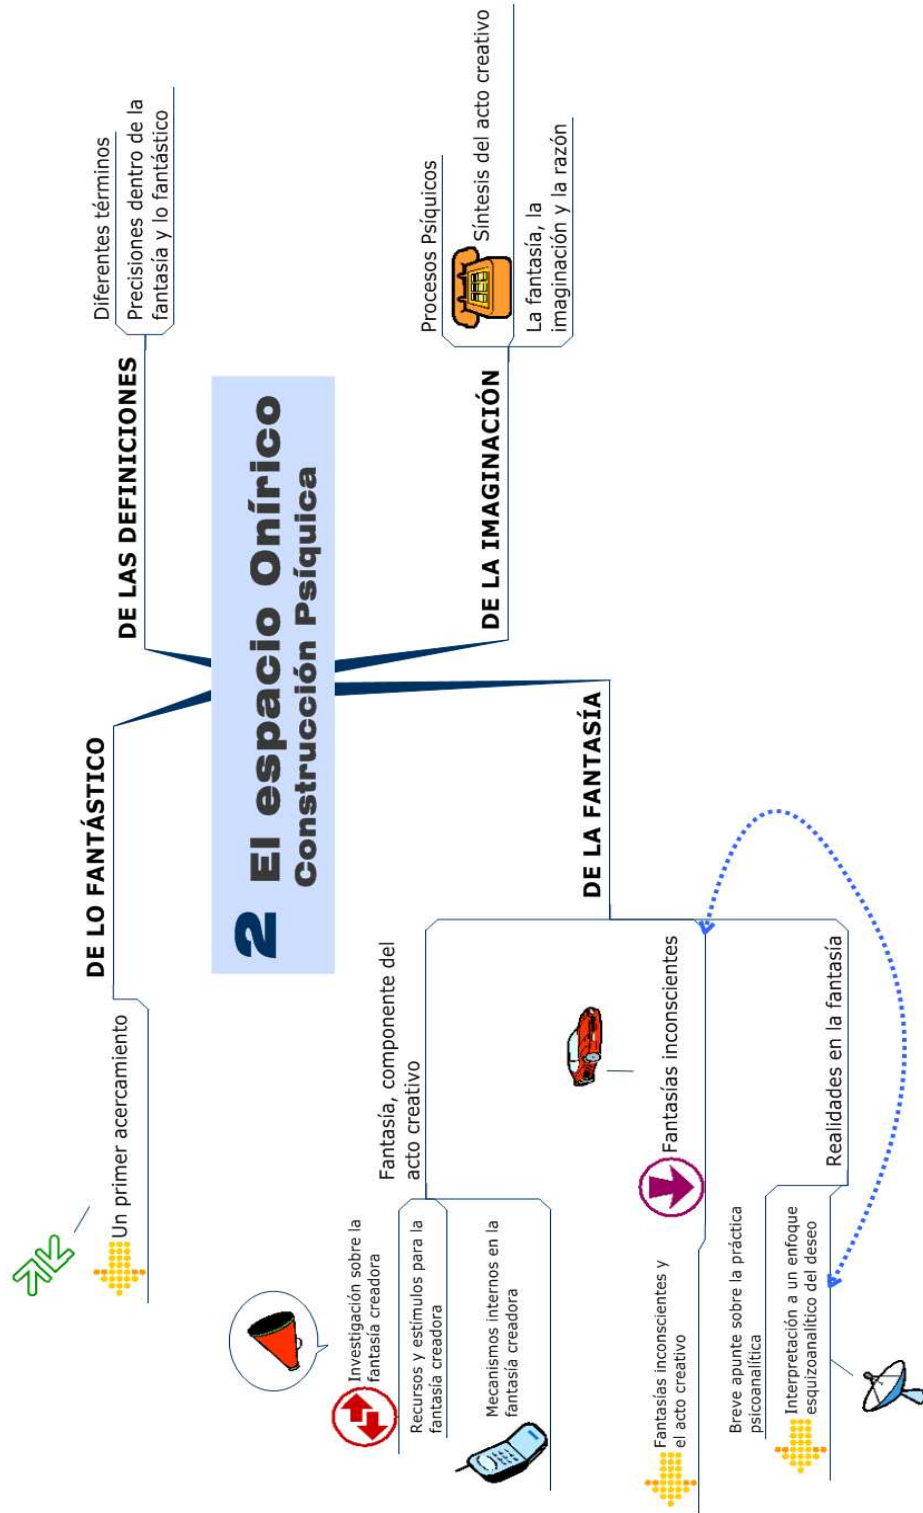 2 El espacio Onírico
Construcción Psíquica
DE LAS DEFINICIONES
Diferentes términos
Precisiones dentro de la
fantasía y lo fantástico
DE LA IMAGINACIÓN
Procesos Psíquicos
Síntesis del acto creativo
La fantasía, la
imaginación y la razón
DE LA FANTASÍA
Fantasía, componente del
acto creativo
Investigación sobre la
fantasía creadora
Recursos y estímulos para la
fantasía creadora
Mecanismos internos en la
fantasía creadora
Fantasías inconscientes
Fantasías inconscientes y
el acto creativo
Realidades en la fantasía
Breve apunte sobre la práctica
psicoanalítica
Interpretación a un enfoque
esquizoanalítico del deseo
DE LO FANTÁSTICO
Un primer acercamiento